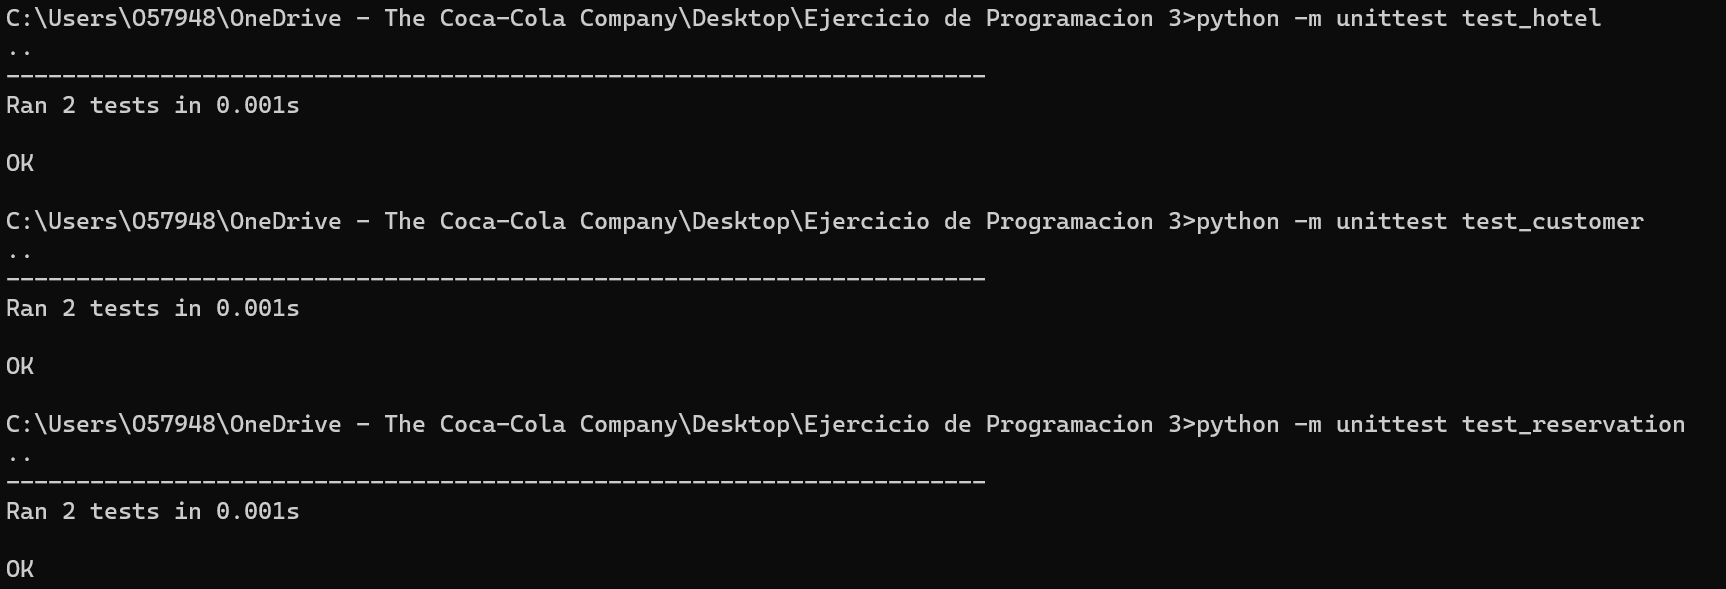 C:\Users\O57948\OneDrive - The Coca-Cola Company\Desktop\Ejercicio de Programacion 3>python -m unittest test_hotel
..
----------------------------------------------------------------------
Ran 2 tests in 0.001s
OK
C:\Users\O57948\OneDrive - The Coca-Cola Company\Desktop\Ejercicio de Programacion 3>python -m unittest test_customer
..
----------------------------------------------------------------------
Ran 2 tests in 0.001s
OK
C:\Users\O57948\OneDrive - The Coca-Cola Company\Desktop\Ejercicio de Programacion 3>python -m unittest test_reservation
..
----------------------------------------------------------------------
Ran 2 tests in 0.001s
OK